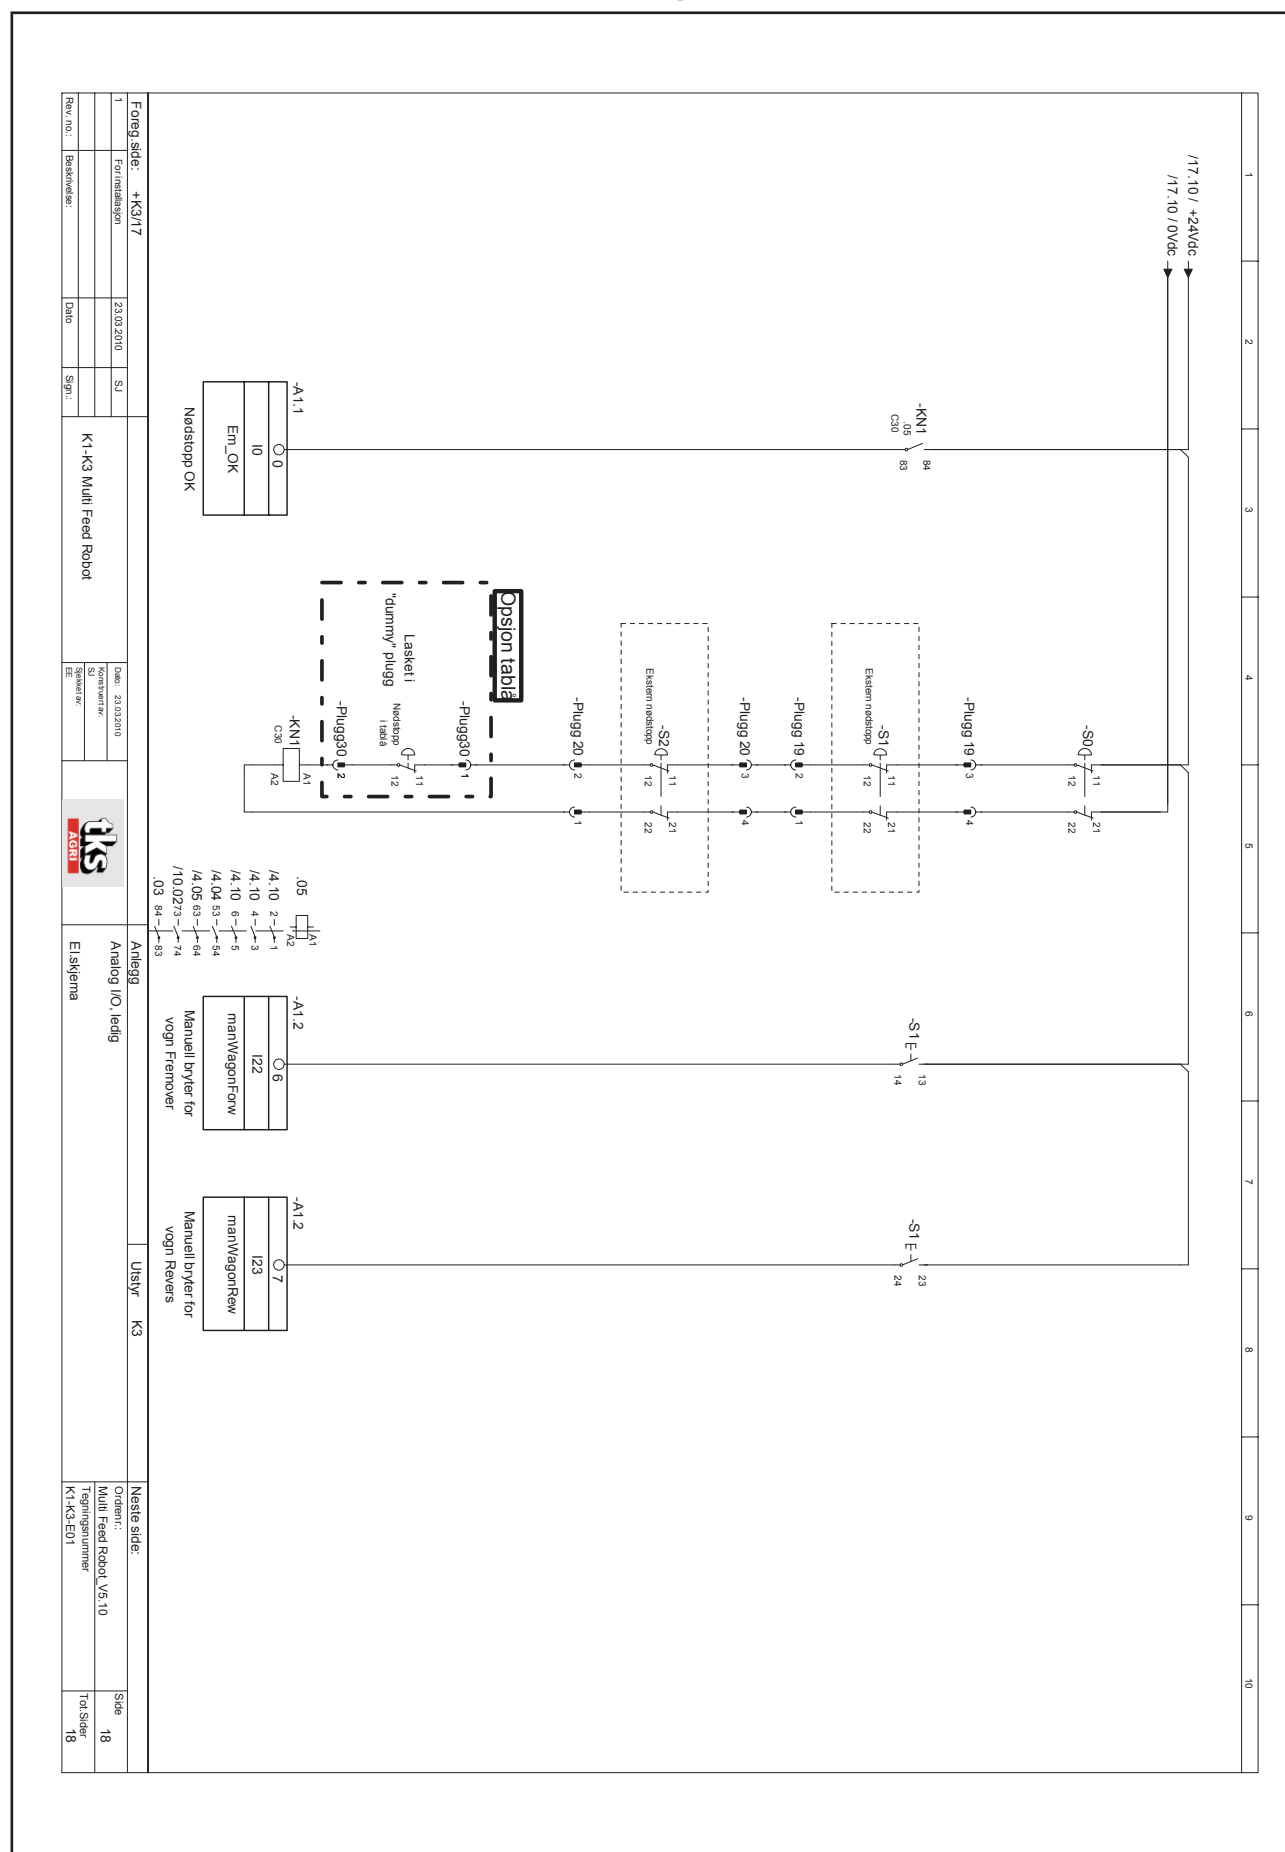 1
2
3
4
5
6
7
8
9
10
/17.10 / +24Vdc
/17.10 / 0Vdc
-KN1
.05
C30
84
83
-A1.1
0
I0
Em_OK
Nødstopp OK
-S0
11
12
21
22
-Plugg 19
3
4
-S1
11
12
21
22
Ekstern nødstopp
-Plugg 19
2
1
-Plugg 20
3
4
-S2
11
12
21
22
Ekstern nødstopp
-Plugg 20
2
1
Opsjon tablå
-Plugg30
1
Lasket i
"dummy" plugg
Nødstopp
i tablå
11
12
-Plugg30
2
-KN1
C30
A1
A2
.05
A1
A2
/4.10 2 1
/4.10 4 3
/4.10 6 5
/4.04 53 54
/4.05 63 64
/10.02 73 74
.03 84 83
-S1
13
14
-A1.2
6
I22
manWagonForw
Manuell bryter for
vogn Fremover
-S1
23
24
-A1.2
7
I23
manWagonRew
Manuell bryter for
vogn Revers
Foreg.side: +K3/17
1 For installasjon 23.03.2010 SJ
Rev. no.: Beskrivelse: Dato Sign.:
K1-K3 Multi Feed Robot
Dato: 23.03.2010
Konstruert av:
SJ
Sjekket av:
EE
tks
AGRI
Anlegg
Analog I/O, ledig
El.skjema
Utstyr K3
Neste side:
Ordrenr.:
Multi Feed Robot_V5.10
Tegningsnummer
K1-K3-E01
Side
18
Tot.Sider
18